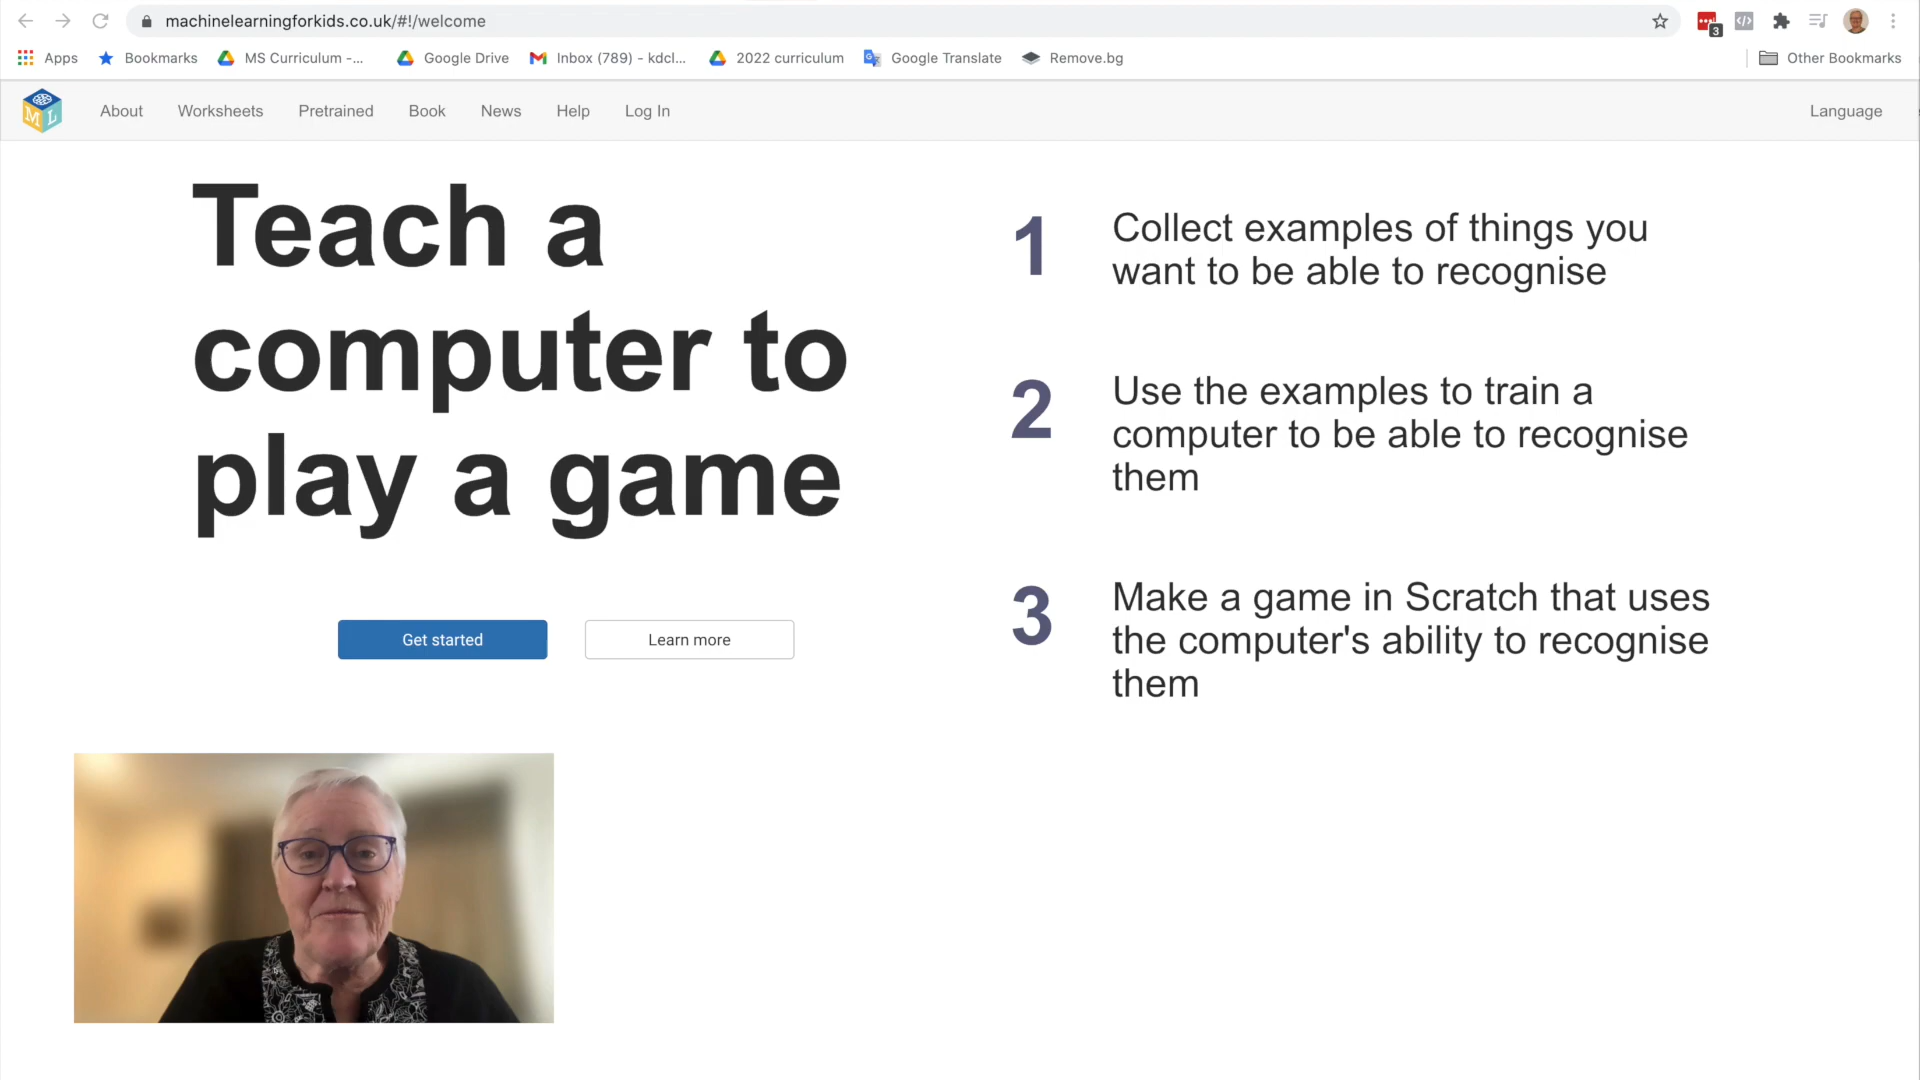 machinelearningforkids.co.uk/#!/welcome
3
Apps Bookmarks MS Curriculum -... Google Drive Inbox (789) - kdcl... 2022 curriculum Google Translate Remove.bg Other Bookmarks
M L About Worksheets Pretrained Book News Help Log In Language
Teach a
computer to
play a game
Get started Learn more
1 Collect examples of things you
want to be able to recognise
2 Use the examples to train a
computer to be able to recognise
them
3 Make a game in Scratch that uses
the computer's ability to recognise
them